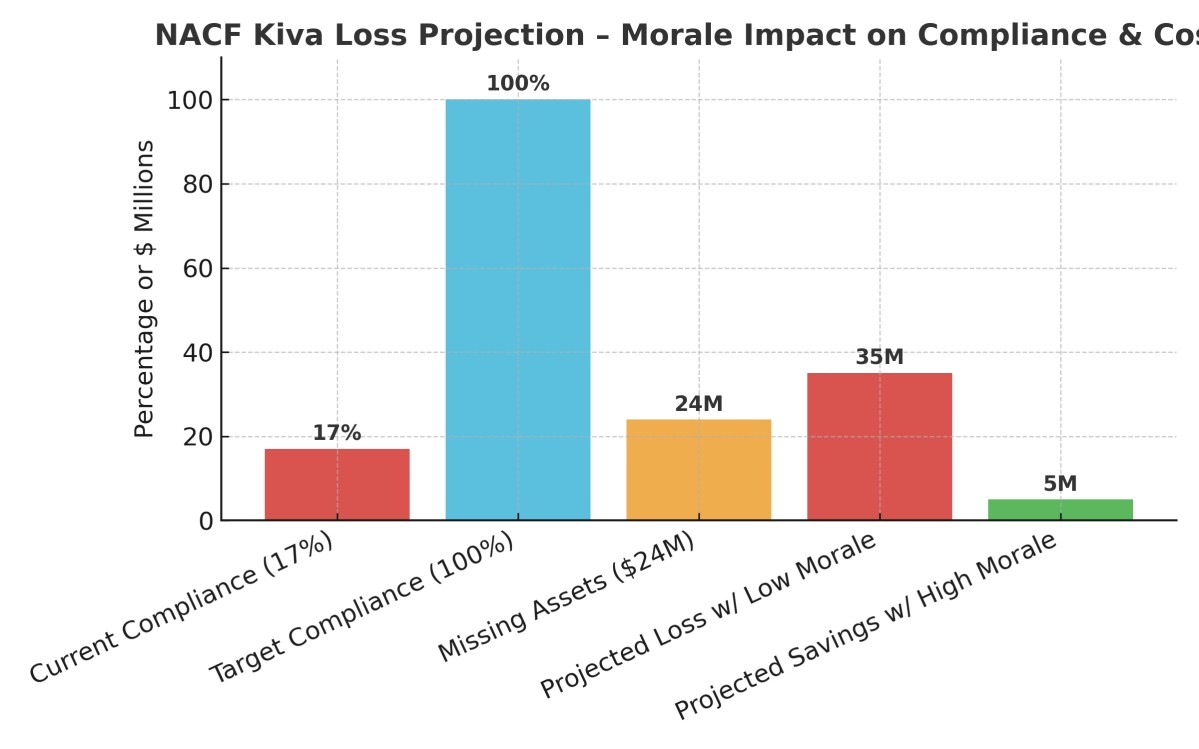 NACF Kiva Loss Projection – Morale Impact on Compliance & Cos
Percentage or $ Millions
100
80
60
40
20
0
17%
100%
24M
35M
5M
Current Compliance (17%)
Target Compliance (100%)
Missing Assets ($24M)
Projected Loss w/ Low Morale
Projected Savings w/ High Morale